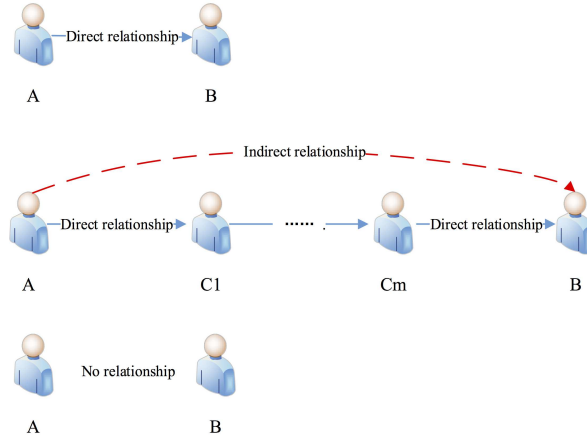 Direct relationship
A B
Indirect relationship
Direct relationship ...... . Direct relationship
A C1 Cm B
No relationship
A B